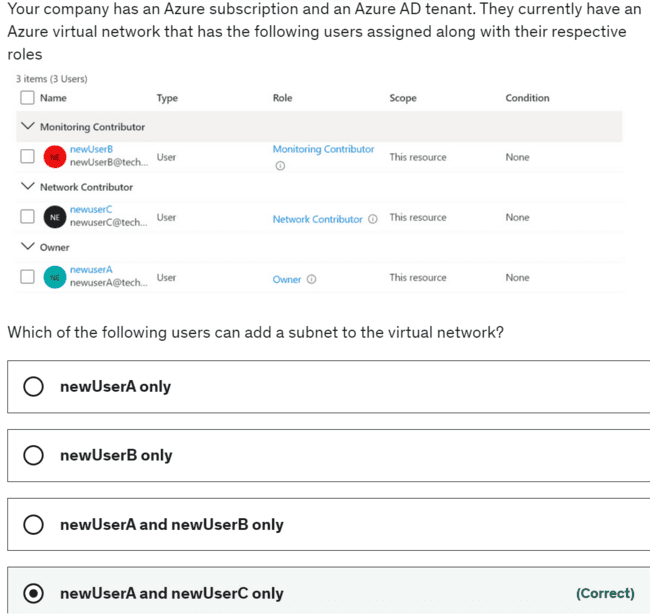 Your company has an Azure subscription and an Azure AD tenant. They currently have an
Azure virtual network that has the following users assigned along with their respective
roles
3 items (3 Users)
Name Type Role Scope Condition
Monitoring Contributor
NE newUserB User Monitoring Contributor This resource None
newUserB@tech...
Network Contributor
NE newuserC User Network Contributor This resource None
newuserC@tech...
Owner
NE newuserA User Owner This resource None
newuserA@tech...
Which of the following users can add a subnet to the virtual network?
newUserA only
newUserB only
newUserA and newUserB only
newUserA and newUserC only (Correct)